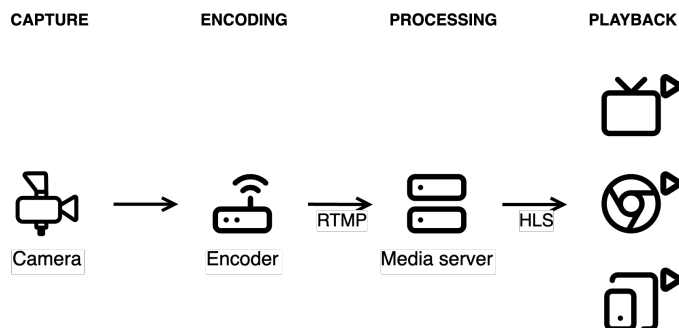 CAPTURE
ENCODING
PROCESSING
PLAYBACK
RTMP
HLS
Camera
Encoder
Media server